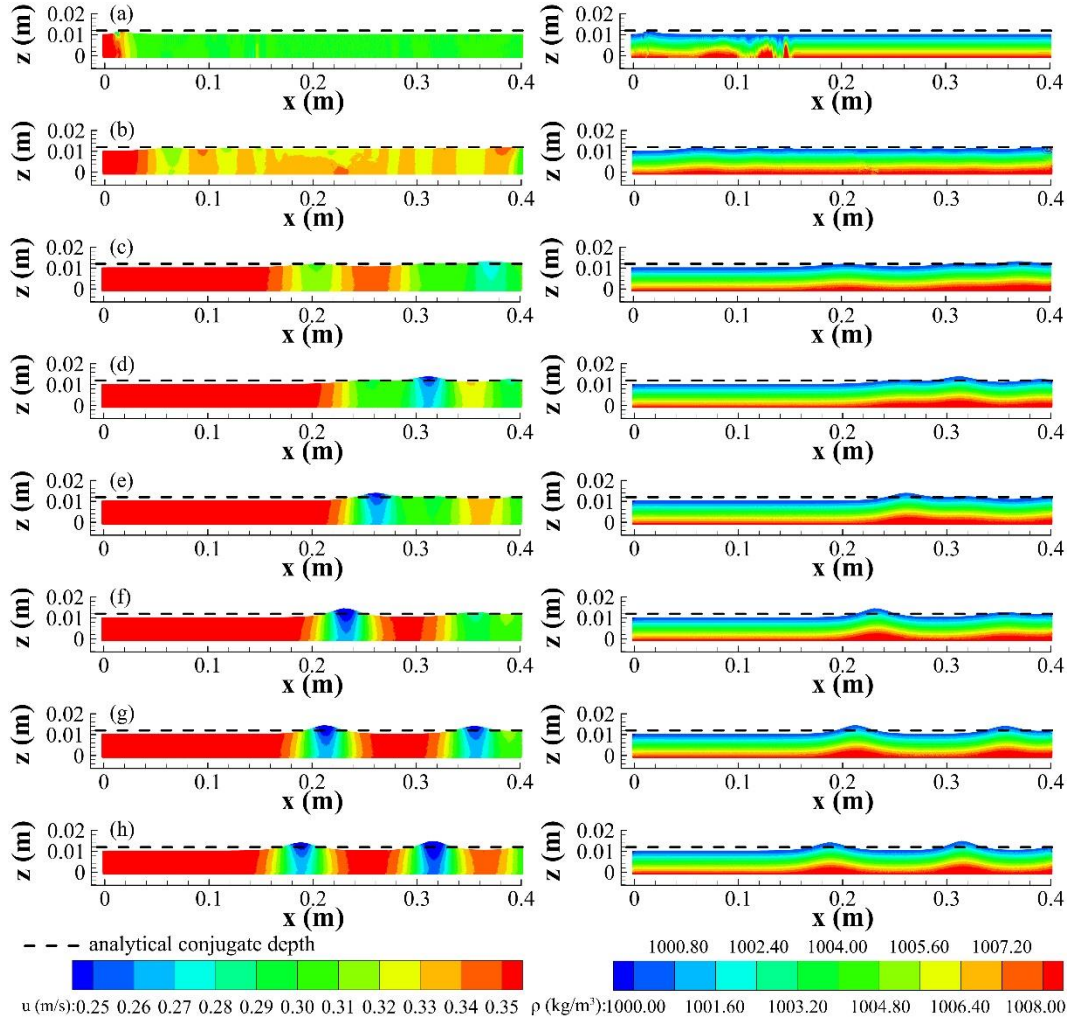 (a)
z (m)
0.02
0.01
0
0 0.1 0.2 0.3 0.4
x (m)
z (m)
0.02
0.01
0
0 0.1 0.2 0.3 0.4
x (m)
(b)
z (m)
0.02
0.01
0
0 0.1 0.2 0.3 0.4
x (m)
z (m)
0.02
0.01
0
0 0.1 0.2 0.3 0.4
x (m)
(c)
z (m)
0.02
0.01
0
0 0.1 0.2 0.3 0.4
x (m)
z (m)
0.02
0.01
0
0 0.1 0.2 0.3 0.4
x (m)
(d)
z (m)
0.02
0.01
0
0 0.1 0.2 0.3 0.4
x (m)
z (m)
0.02
0.01
0
0 0.1 0.2 0.3 0.4
x (m)
(e)
z (m)
0.02
0.01
0
0 0.1 0.2 0.3 0.4
x (m)
z (m)
0.02
0.01
0
0 0.1 0.2 0.3 0.4
x (m)
(f)
z (m)
0.02
0.01
0
0 0.1 0.2 0.3 0.4
x (m)
z (m)
0.02
0.01
0
0 0.1 0.2 0.3 0.4
x (m)
(g)
z (m)
0.02
0.01
0
0 0.1 0.2 0.3 0.4
x (m)
z (m)
0.02
0.01
0
0 0.1 0.2 0.3 0.4
x (m)
(h)
z (m)
0.02
0.01
0
0 0.1 0.2 0.3 0.4
x (m)
z (m)
0.02
0.01
0
0 0.1 0.2 0.3 0.4
x (m)
analytical conjugate depth
u (m/s): 0.25 0.26 0.27 0.28 0.29 0.30 0.31 0.32 0.33 0.34 0.35
1000.80 1002.40 1004.00 1005.60 1007.20
ρ (kg/m³): 1000.00 1001.60 1003.20 1004.80 1006.40 1008.00